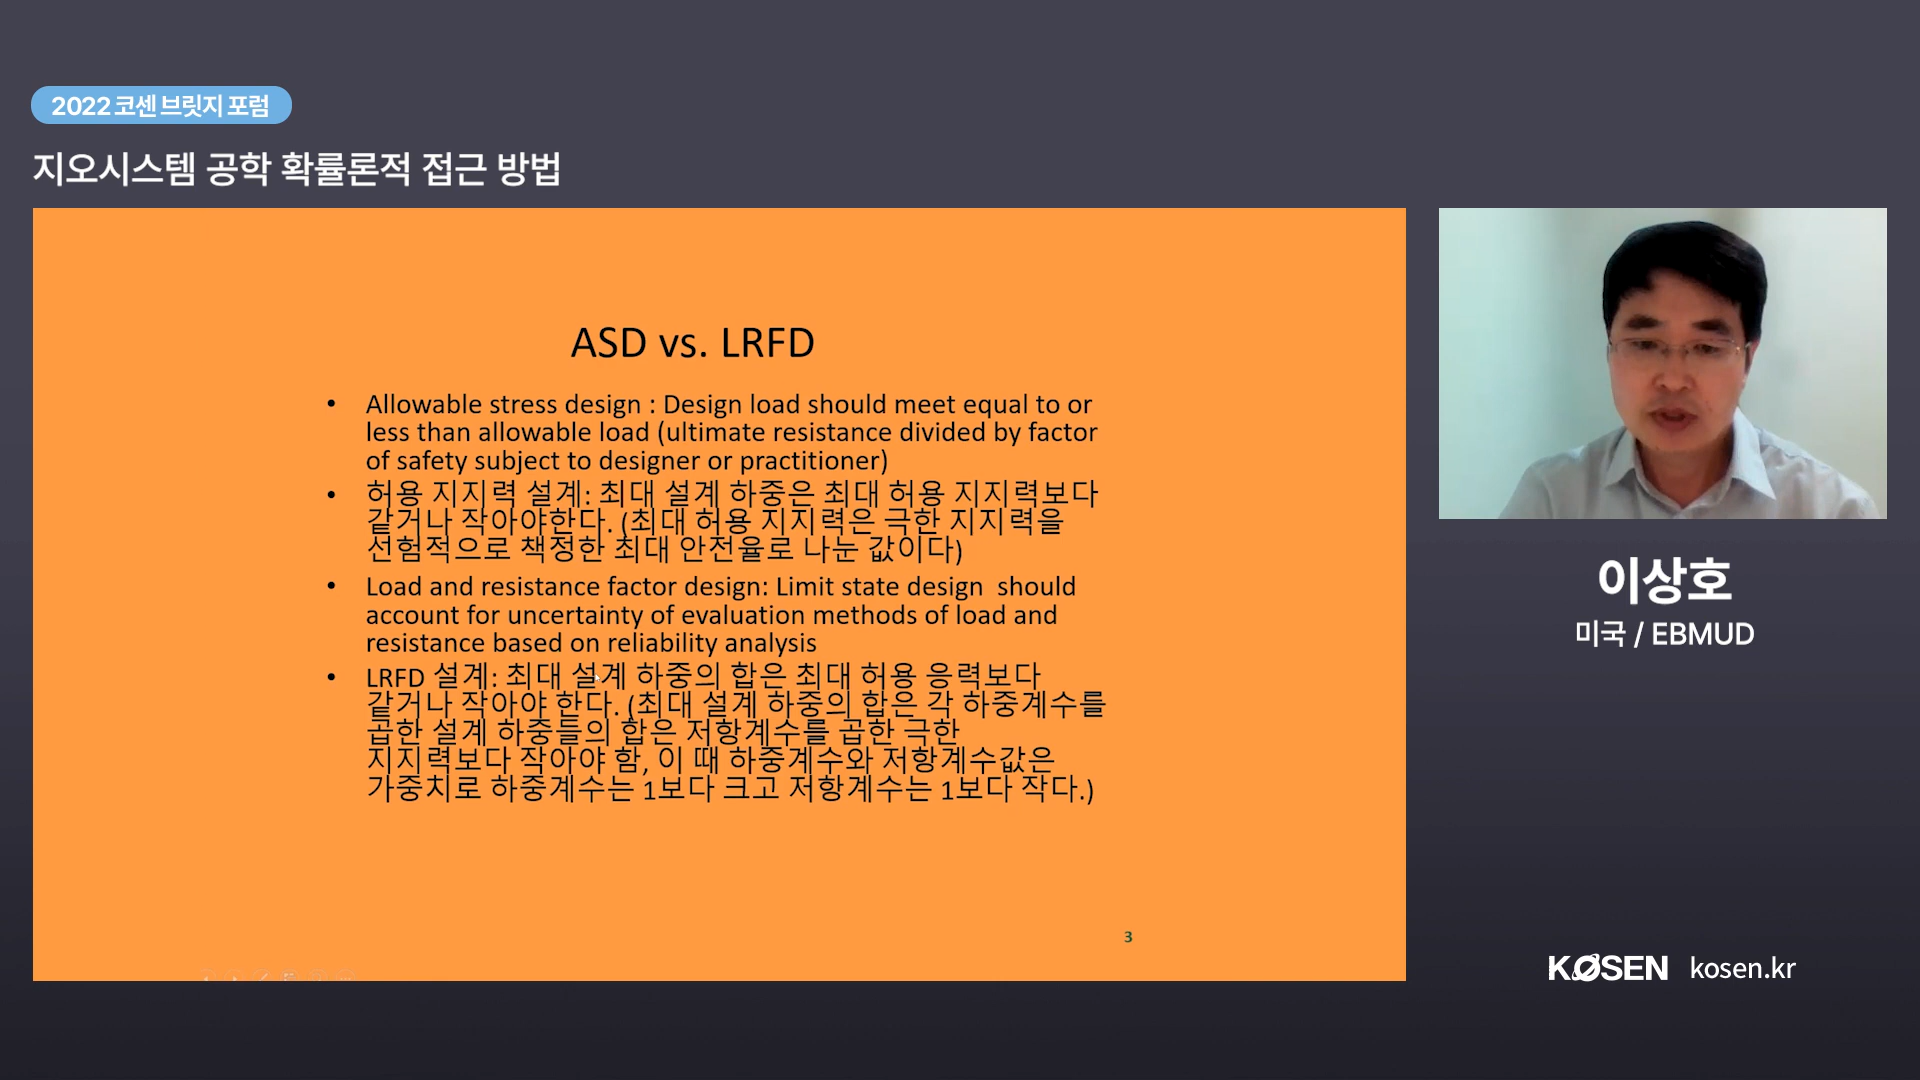 2022 코센 브릿지 포럼
지오시스템 공학 확률론적 접근 방법
ASD vs. LRFD
• Allowable stress design : Design load should meet equal to or
less than allowable load (ultimate resistance divided by factor
of safety subject to designer or practitioner)
• 허용 지지력 설계: 최대 설계 하중은 최대 허용 지지력보다
같거나 작아야한다. (최대 허용 지지력은 극한 지지력을
선험적으로 책정한 최대 안전율로 나눈 값이다)
• Load and resistance factor design: Limit state design should
account for uncertainty of evaluation methods of load and
resistance based on reliability analysis
• LRFD 설계: 최대 설계 하중의 합은 최대 허용 응력보다
같거나 작아야 한다. (최대 설계 하중의 합은 각 하중계수를
곱한 설계 하중들의 합은 저항계수를 곱한 극한
지지력보다 작아야 함, 이 때 하중계수와 저항계수값은
가중치로 하중계수는 1보다 크고 저항계수는 1보다 작다.)
3
이상호
미국 / EBMUD
KOSEN kosen.kr